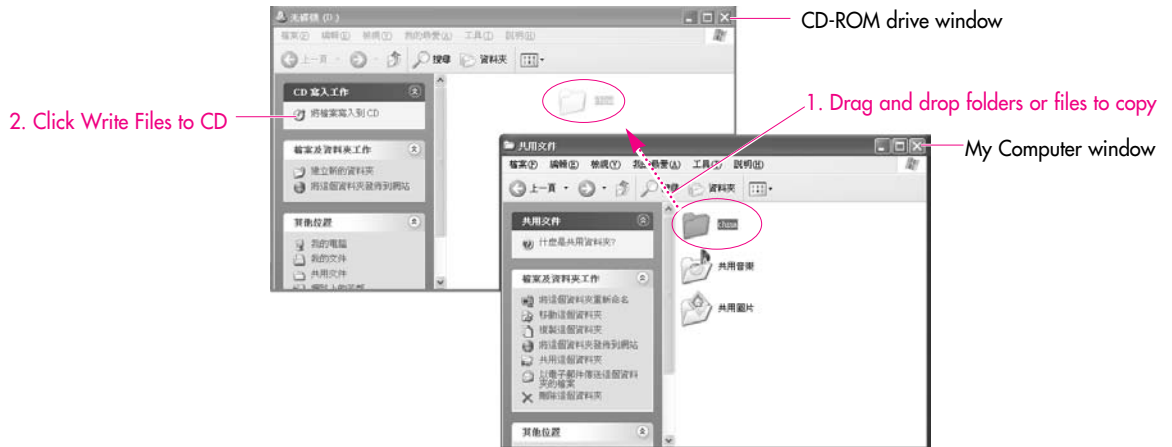 光碟機 (D:)
CD-ROM drive window
檔案(F) 編輯(E) 檢視(V) 我的最愛(A) 工具(T) 說明(H)
上一頁 搜尋 資料夾
CD 寫入工作
將檔案寫入到 CD
2. Click Write Files to CD
1. Drag and drop folders or files to copy
檔案及資料夾工作
建立新的資料夾
將這個資料夾發佈到網站
其他位置
我的電腦
我的文件
共用文件
共用文件
My Computer window
檔案(F) 編輯(E) 檢視(V) 我的最愛(A) 工具(T) 說明(H)
上一頁 搜尋 資料夾
共用文件
什麼是共用資料夾?
china
共用音樂
共用圖片
檔案及資料夾工作
將這個資料夾重新命名
移動這個資料夾
複製這個資料夾
將這個資料夾發佈到網站
共用這個資料夾
以電子郵件傳送這個資料
夾的檔案
刪除這個資料夾
其他位置